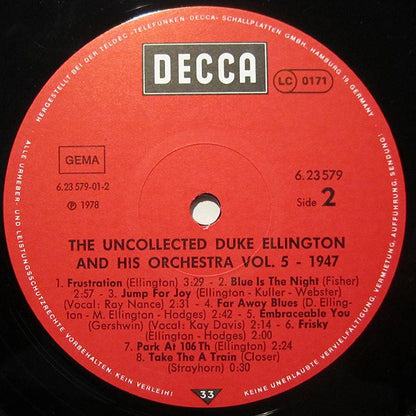 HERGESTELLT BEI DER TELDEC »TELEFUNKEN-DECCA« SCHALLPLATTEN GMBH, HAMBURG 19, GERMANY
DECCA
LC 0171
GEMA
6.23 579-01-2
Ⓟ 1978
6.23579
Side 2
THE UNCOLLECTED DUKE ELLINGTON
AND HIS ORCHESTRA VOL. 5 - 1947
1. Frustration (Ellington) 3:29 - 2. Blue Is The Night (Fisher)
2:57 - 3. Jump For Joy (Ellington - Kuller - Webster)
(Vocal: Ray Nance) 2:31 - 4. Far Away Blues (D. Elling-
ton - M. Ellington - Hodges) 2:42 - 5. Embraceable You
(Gershwin) (Vocal: Kay Davis) 2:14 - 6. Frisky
(Ellington - Hodges) 2:00
7. Park At 106 Th (Ellington) 2:24
8. Take The A Train (Closer)
(Strayhorn) 0:30
ALLE URHEBER- UND LEISTUNGSSCHUTZRECHTE VORBEHALTEN. KEIN VERLEIH!
KEINE UNERLAUBTE VERVIELFÄLTIGUNG, VERMIETUNG, AUFFÜHRUNG, SENDUNG!
33